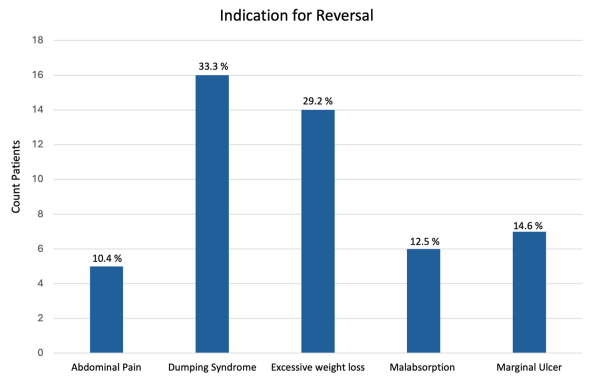 Indication for Reversal
Count Patients
18
16
14
12
10
8
6
4
2
0
10.4 %
33.3 %
29.2 %
12.5 %
14.6 %
Abdominal Pain
Dumping Syndrome
Excessive weight loss
Malabsorption
Marginal Ulcer